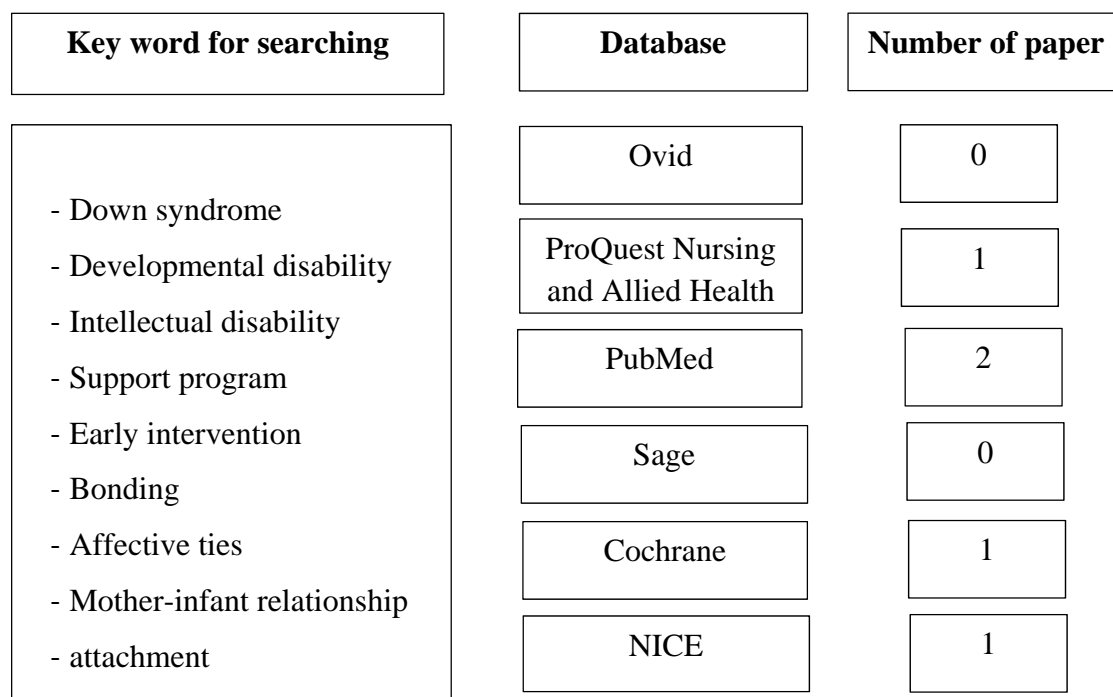 Key word for searching
Database
Number of paper
- Down syndrome
- Developmental disability
- Intellectual disability
- Support program
- Early intervention
- Bonding
- Affective ties
- Mother-infant relationship
- attachment
Ovid
0
ProQuest Nursing
and Allied Health
1
PubMed
2
Sage
0
Cochrane
1
NICE
1